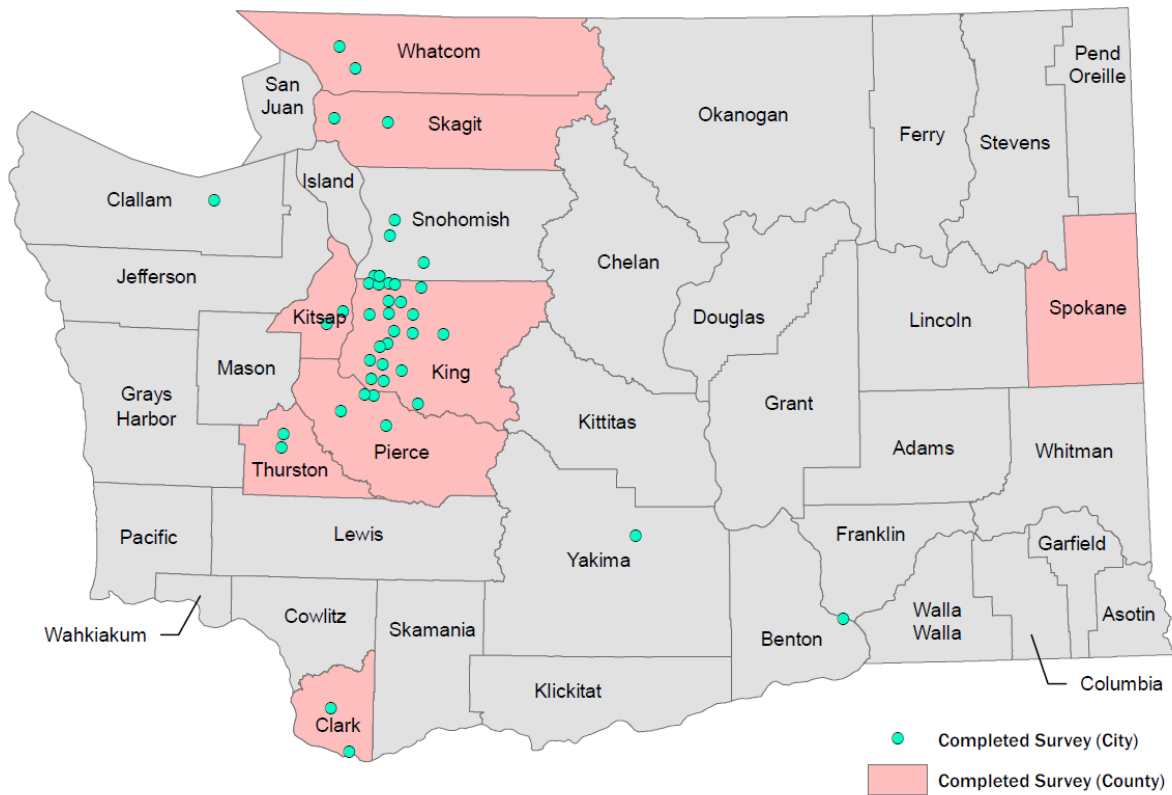 Whatcom
San
Juan
Skagit
Okanogan
Ferry
Stevens
Pend
Oreille
Island
Clallam
Snohomish
Jefferson
Chelan
Kitsap
Douglas
Lincoln
Spokane
Mason
King
Grays
Harbor
Grant
Kittitas
Pierce
Thurston
Adams
Whitman
Pacific
Lewis
Yakima
Franklin
Garfield
Cowlitz
Wahkiakum
Skamania
Benton
Walla
Walla
Asotin
Klickitat
Columbia
Clark
Completed Survey (City)
Completed Survey (County)